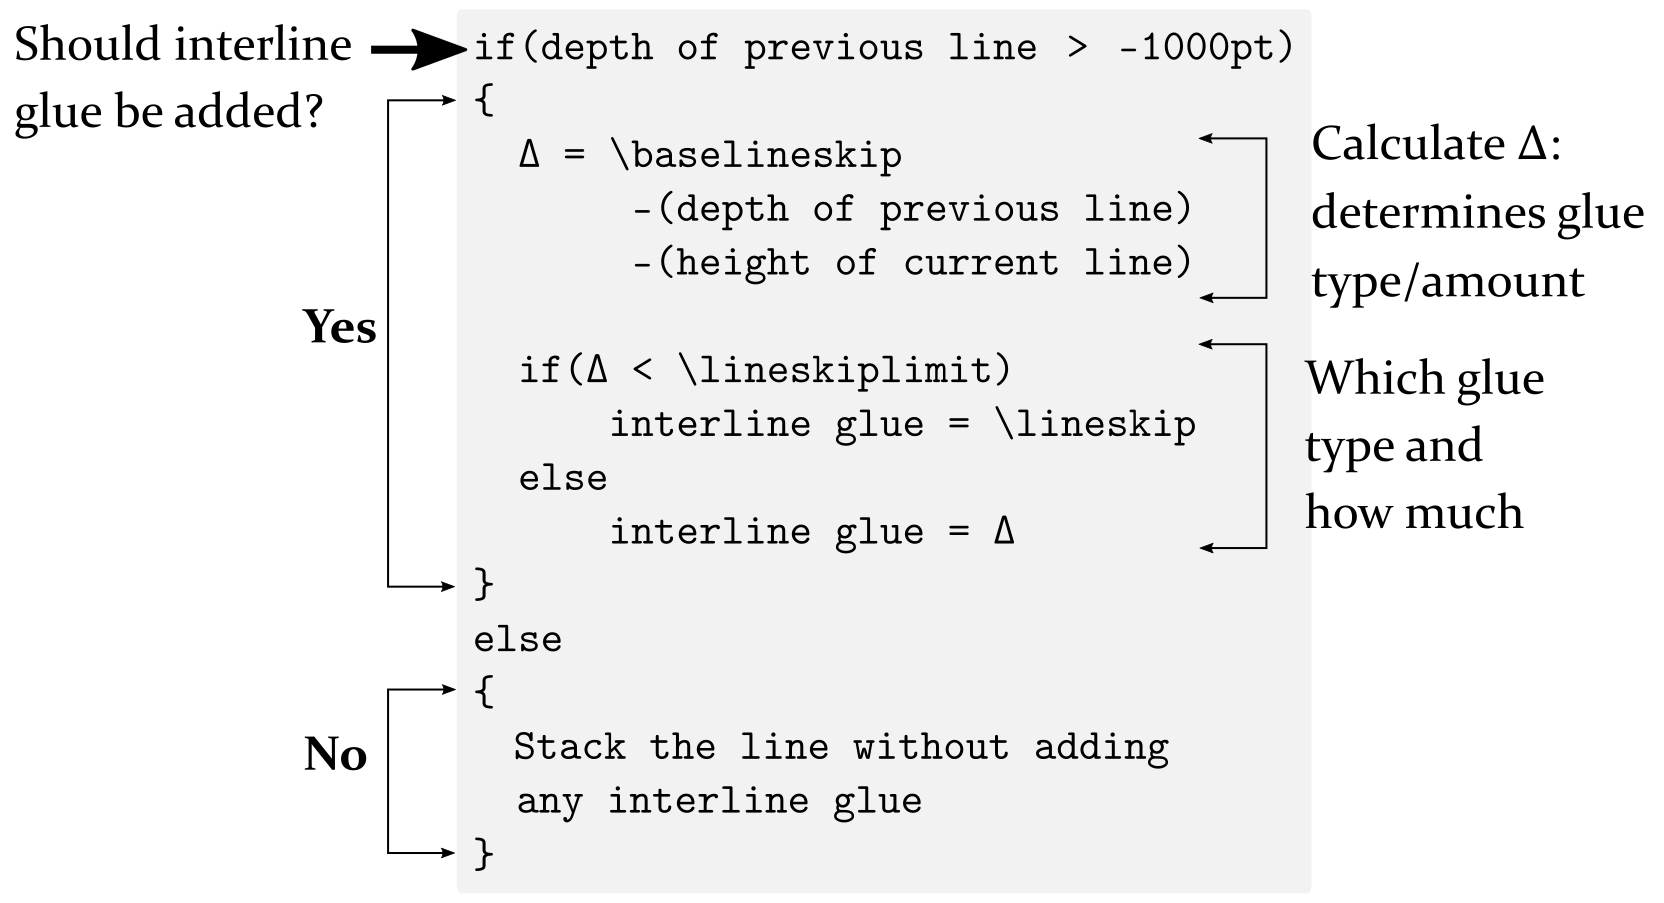 Should interline
glue be added?
if(depth of previous line > -1000pt)
{
Δ = \baselineskip
-(depth of previous line)
-(height of current line)
Calculate Δ:
determines glue
type/amount
Yes
if(Δ < \lineskiplimit)
interline glue = \lineskip
else
interline glue = Δ
Which glue
type and
how much
}
else
{
No
Stack the line without adding
any interline glue
}